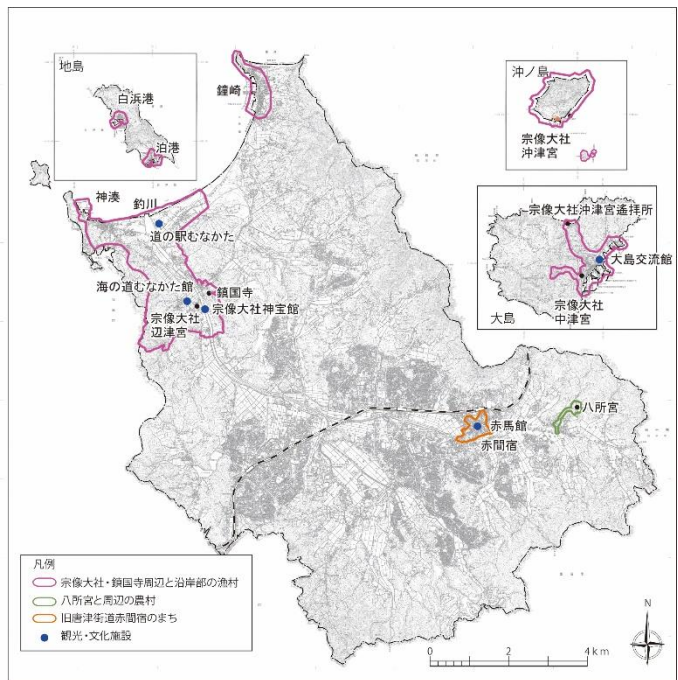 地島
白浜港
泊港
鐘崎
沖ノ島
宗像大社
沖津宮
神湊
釣川
道の駅むなかた
宗像大社沖津宮遙拝所
大島交流館
宗像大社
中津宮
大島
海の道むなかた館
鎮国寺
宗像大社神宝館
宗像大社
辺津宮
八所宮
赤馬館
赤間宿
凡例
宗像大社・鎮国寺周辺と沿岸部の漁村
八所宮と周辺の農村
旧唐津街道赤間宿のまち
観光・文化施設
N
0 2 4km